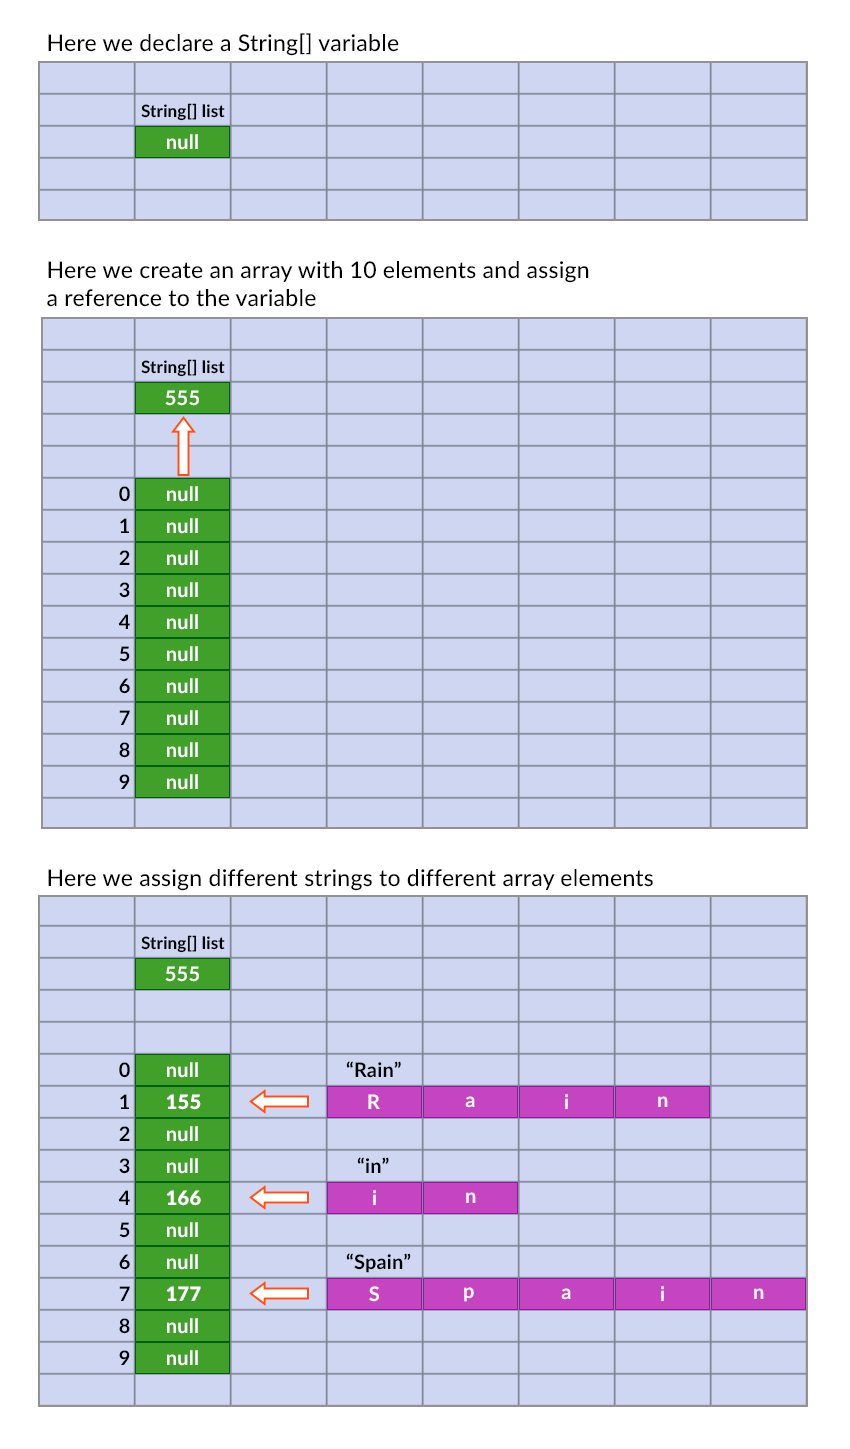 Here we declare a String[] variable
String[] list
null
Here we create an array with 10 elements and assign
a reference to the variable
String[] list
555
0 null
1 null
2 null
3 null
4 null
5 null
6 null
7 null
8 null
9 null
Here we assign different strings to different array elements
String[] list
555
0 null “Rain”
1 155 R a i n
2 null
3 null “in”
4 166 i n
5 null
6 null “Spain”
7 177 S p a i n
8 null
9 null